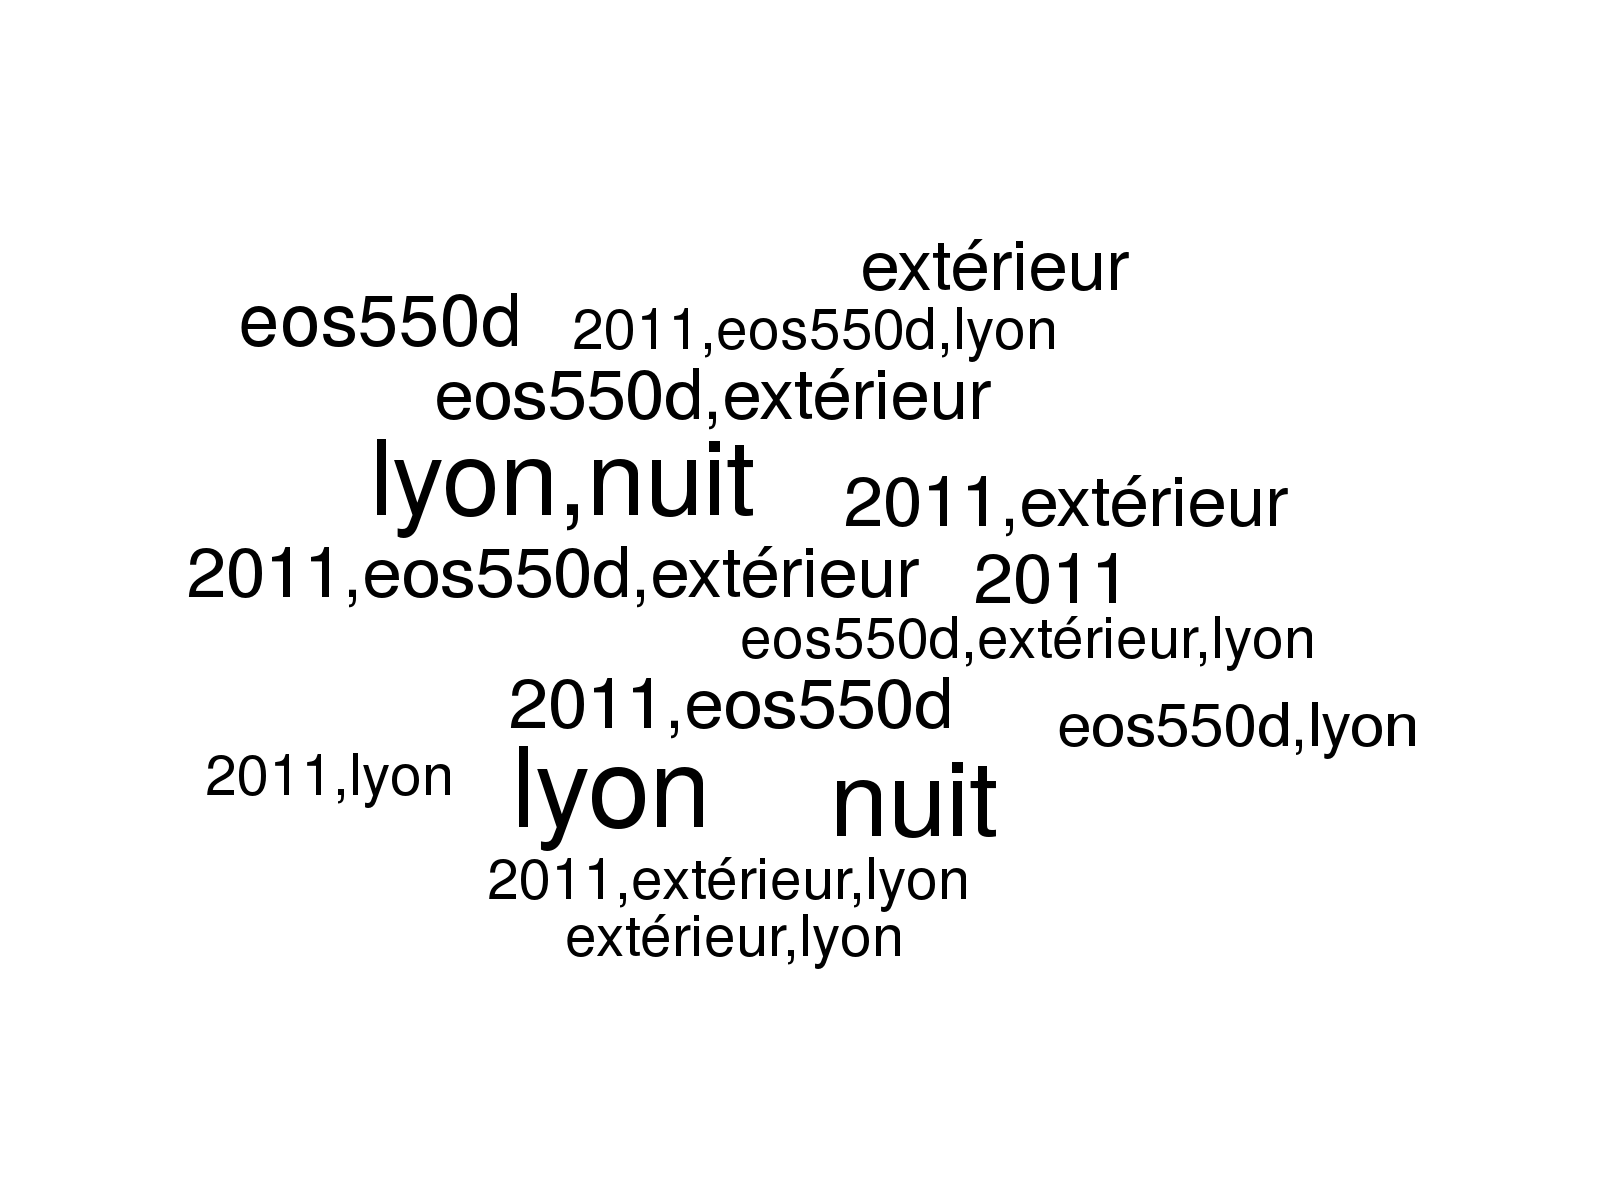 extérieur
eos550d
2011,eos550d,lyon
eos550d,extérieur
lyon,nuit
2011,extérieur
2011,eos550d,extérieur
2011
eos550d,extérieur,lyon
2011,eos550d
eos550d,lyon
2011,lyon
lyon
nuit
2011,extérieur,lyon
extérieur,lyon